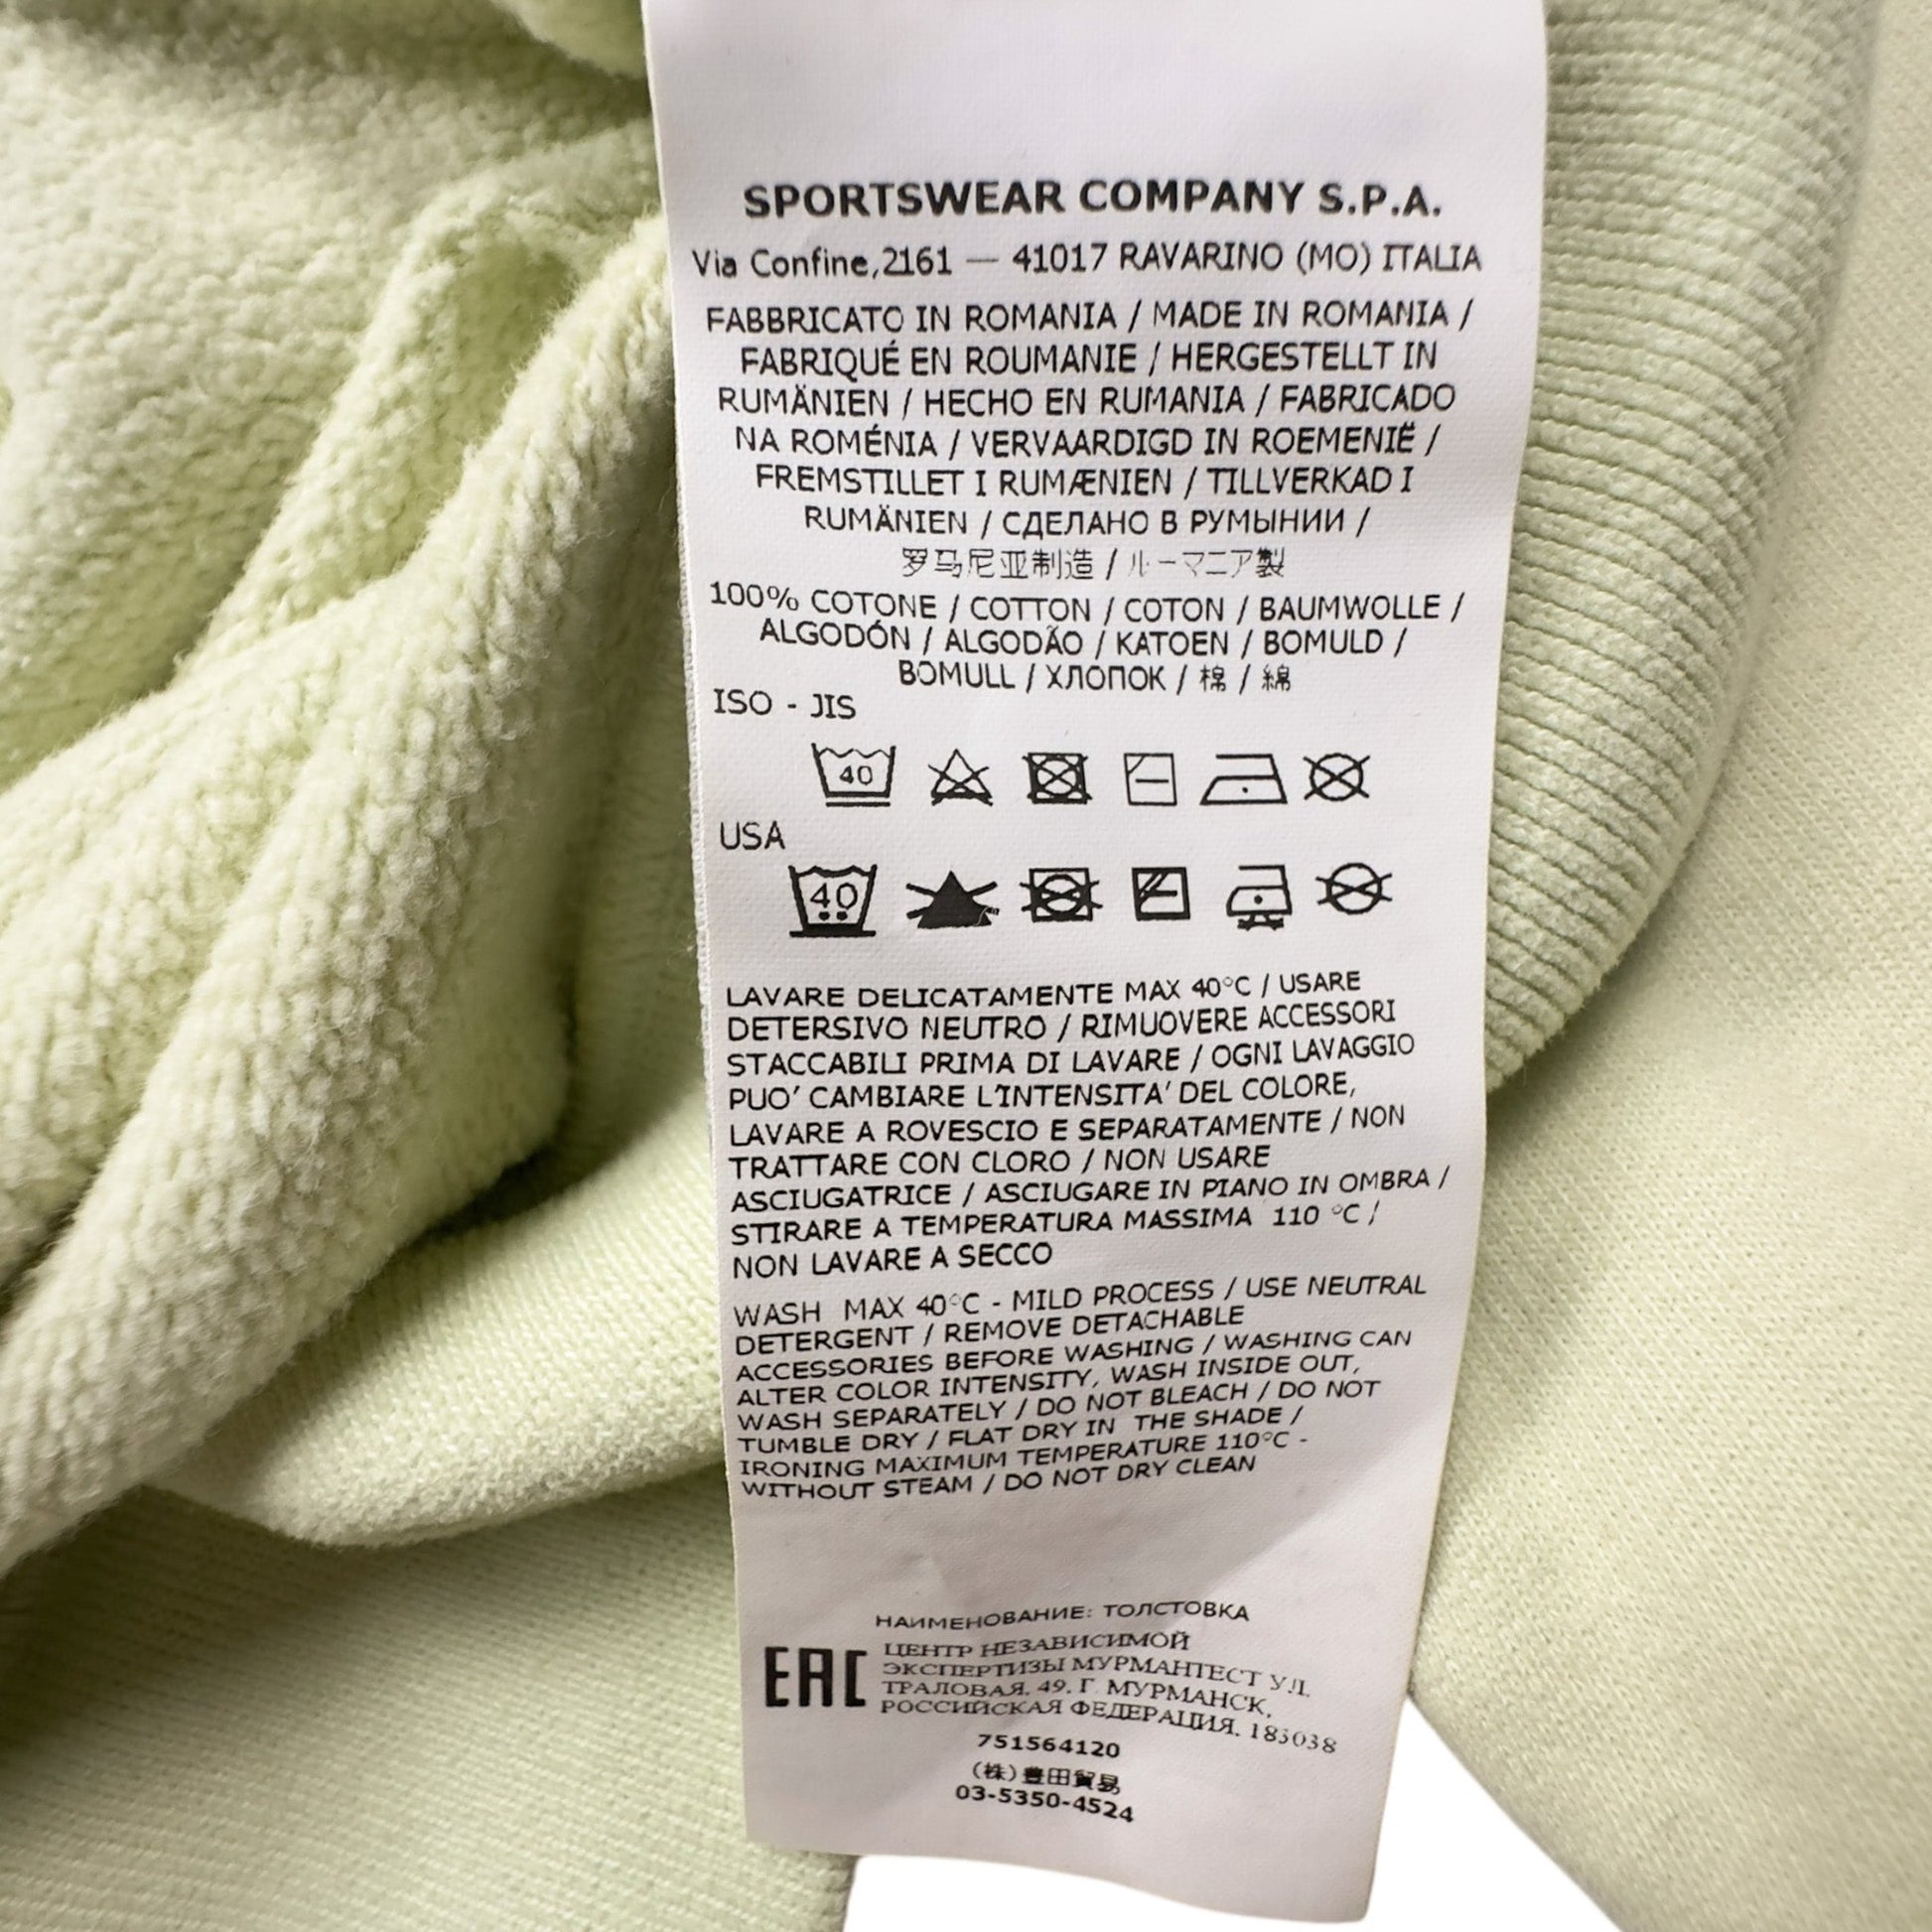 SPORTSWEAR COMPANY S.P.A.
Via Confine,2161 — 41017 RAVARINO (MO) ITALIA
FABBRICATO IN ROMANIA / MADE IN ROMANIA /
FABRIQUÉ EN ROUMANIE / HERGESTELLT IN
RUMÄNIEN / HECHO EN RUMANIA / FABRICADO
NA ROMÉNIA / VERVAARDIGD IN ROEMENIË /
FREMSTILLET I RUMÆNIEN / TILLVERKAD I
RUMÄNIEN / СДЕЛАНО В РУМЫНИИ /
罗马尼亚制造 / ルーマニア製
100% COTONE / COTTON / COTON / BAUMWOLLE /
ALGODÓN / ALGODÃO / KATOEN / BOMULD /
BOMULL / ХЛОПОК / 棉 / 綿
ISO - JIS
40
USA
40
LAVARE DELICATAMENTE MAX 40°C / USARE
DETERSIVO NEUTRO / RIMUOVERE ACCESSORI
STACCABILI PRIMA DI LAVARE / OGNI LAVAGGIO
PUO' CAMBIARE L'INTENSITA' DEL COLORE,
LAVARE A ROVESCIO E SEPARATAMENTE / NON
TRATTARE CON CLORO / NON USARE
ASCIUGATRICE / ASCIUGARE IN PIANO IN OMBRA /
STIRARE A TEMPERATURA MASSIMA 110 °C /
NON LAVARE A SECCO
WASH MAX 40°C - MILD PROCESS / USE NEUTRAL
DETERGENT / REMOVE DETACHABLE
ACCESSORIES BEFORE WASHING / WASHING CAN
ALTER COLOR INTENSITY, WASH INSIDE OUT,
WASH SEPARATELY / DO NOT BLEACH / DO NOT
TUMBLE DRY / FLAT DRY IN THE SHADE /
IRONING MAXIMUM TEMPERATURE 110°C -
WITHOUT STEAM / DO NOT DRY CLEAN
НАИМЕНОВАНИЕ: ТОЛСТОВКА
EAC
ЦЕНТР НЕЗАВИСИМОЙ
ЭКСПЕРТИЗЫ МУРМАНТЕСТ УЛ.
ТРАЛОВАЯ, 49, Г. МУРМАНСК,
РОССИЙСКАЯ ФЕДЕРАЦИЯ, 183038
751564120
(株)豊田貿易
03-5350-4524